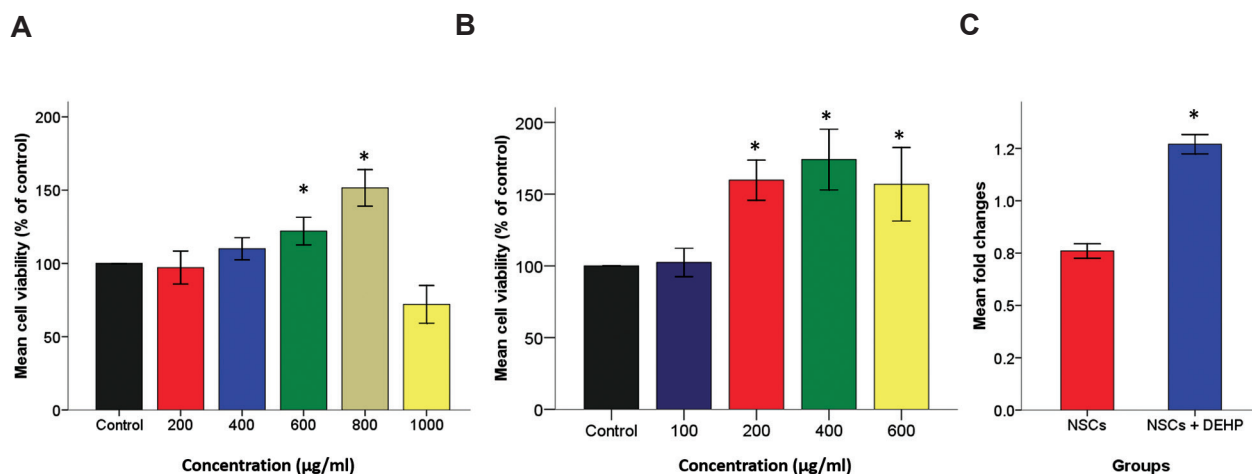 A
B
C
Mean cell viability (% of control)
200
150
100
50
0
*
*
Control
200
400
600
800
1000
Concentration (µg/ml)
Mean cell viability (% of control)
200
150
100
50
0
*
*
*
Control
100
200
400
600
Concentration (µg/ml)
Mean fold changes
1.2
1.0
0.8
0.5
0.2
0.0
*
NSCs
NSCs + DEHP
Groups